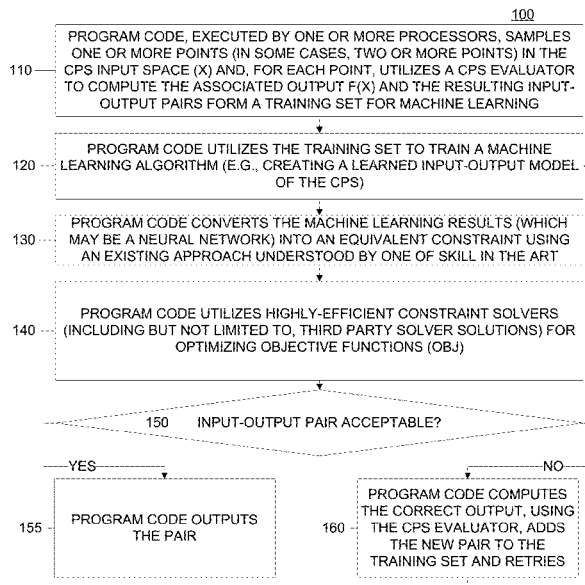 100
PROGRAM CODE, EXECUTED BY ONE OR MORE PROCESSORS, SAMPLES
ONE OR MORE POINTS (IN SOME CASES, TWO OR MORE POINTS) IN THE
CPS INPUT SPACE (X) AND, FOR EACH POINT, UTILIZES A CPS EVALUATOR
TO COMPUTE THE ASSOCIATED OUTPUT F(X) AND THE RESULTING INPUT-
OUTPUT PAIRS FORM A TRAINING SET FOR MACHINE LEARNING
110
PROGRAM CODE UTILIZES THE TRAINING SET TO TRAIN A MACHINE
LEARNING ALGORITHM (E.G., CREATING A LEARNED INPUT-OUTPUT MODEL
OF THE CPS)
120
PROGRAM CODE CONVERTS THE MACHINE LEARNING RESULTS (WHICH
MAY BE A NEURAL NETWORK) INTO AN EQUIVALENT CONSTRAINT USING
AN EXISTING APPROACH UNDERSTOOD BY ONE OF SKILL IN THE ART
130
PROGRAM CODE UTILIZES HIGHLY-EFFICIENT CONSTRAINT SOLVERS
(INCLUDING BUT NOT LIMITED TO, THIRD PARTY SOLVER SOLUTIONS) FOR
OPTIMIZING OBJECTIVE FUNCTIONS (OBJ)
140
150 INPUT-OUTPUT PAIR ACCEPTABLE?
YES
NO
155
PROGRAM CODE OUTPUTS
THE PAIR
160
PROGRAM CODE COMPUTES
THE CORRECT OUTPUT, USING
THE CPS EVALUATOR, ADDS
THE NEW PAIR TO THE
TRAINING SET AND RETRIES